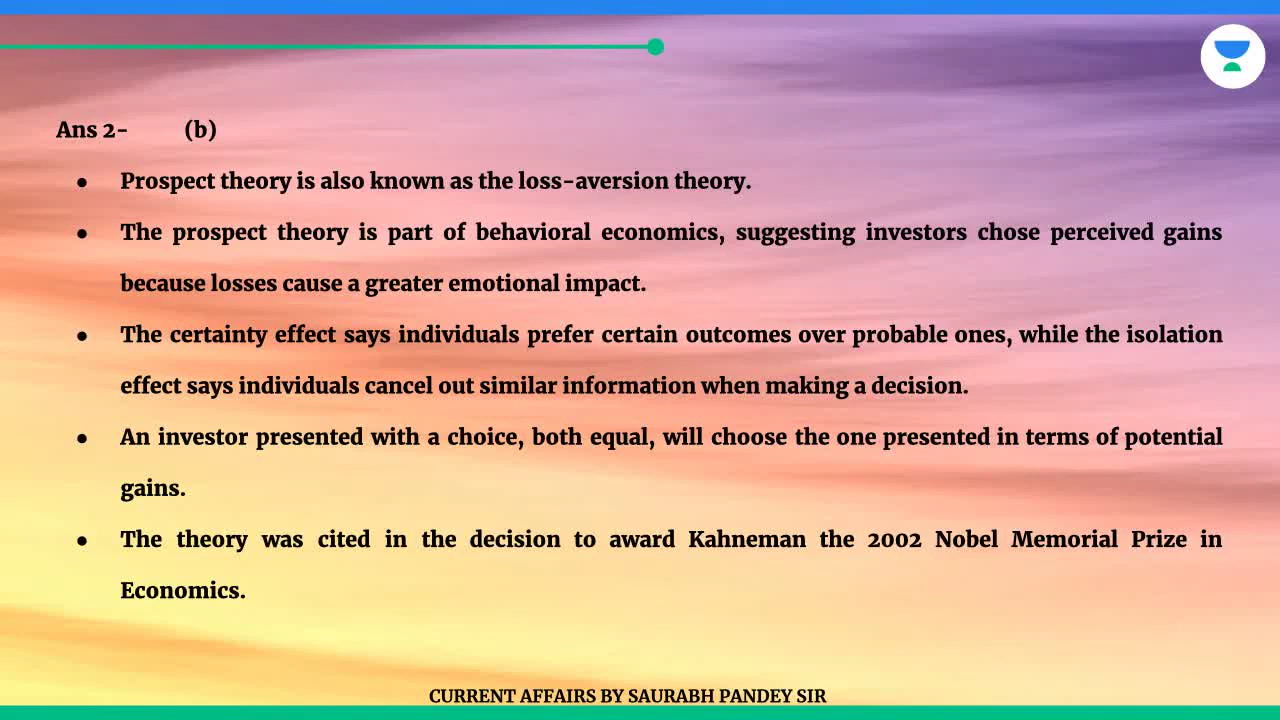 Ans 2- (b)
● Prospect theory is also known as the loss-aversion theory.
● The prospect theory is part of behavioral economics, suggesting investors chose perceived gains
because losses cause a greater emotional impact.
● The certainty effect says individuals prefer certain outcomes over probable ones, while the isolation
effect says individuals cancel out similar information when making a decision.
● An investor presented with a choice, both equal, will choose the one presented in terms of potential
gains.
● The theory was cited in the decision to award Kahneman the 2002 Nobel Memorial Prize in
Economics.
CURRENT AFFAIRS BY SAURABH PANDEY SIR